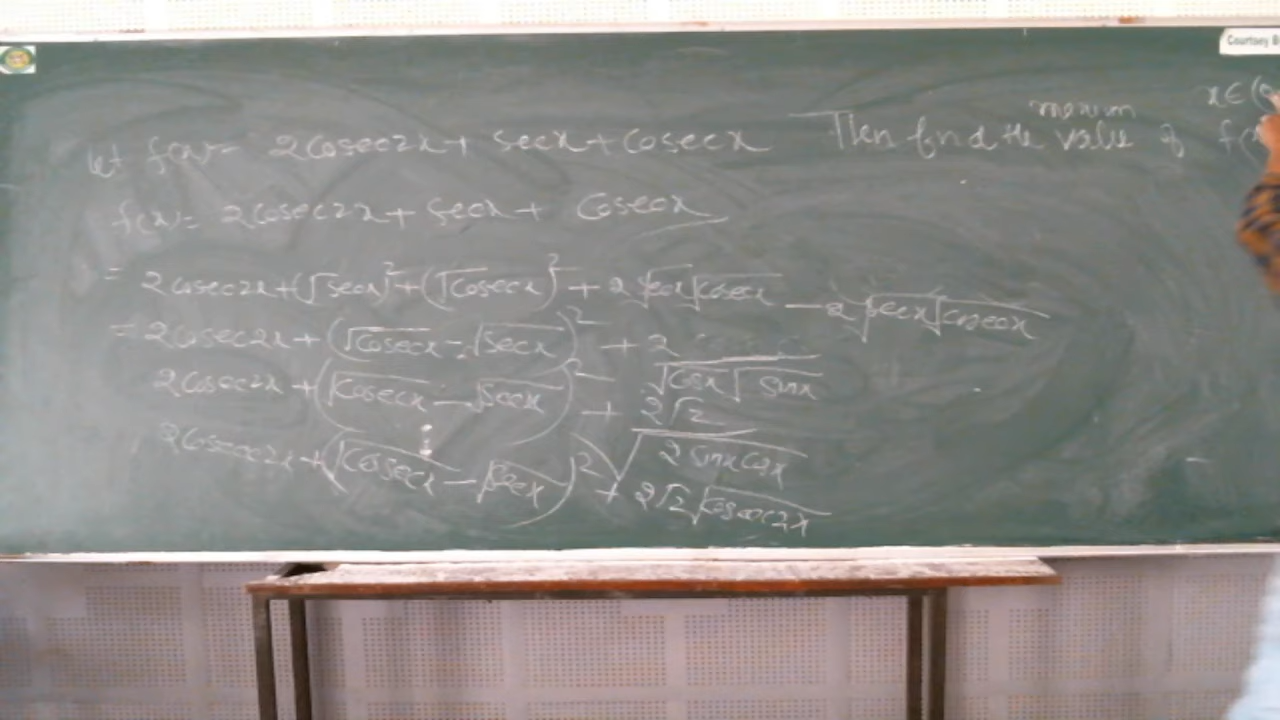 Courtsey B
x ∈ (0
let f(x) = 2cosec2x + secx + cosecx Then find the value of f(
f(x) = 2cosec2x + secx + cosecx
= 2cosec2x + (√secx)² + (√cosecx)² + 2√secx√cosecx - 2√secx√cosecx
= 2cosec2x + (√cosecx - √secx)² + 2/√cosx√sinx
2cosec2x + (√cosecx - √secx)² + 2√2/√2sinxcosx
2cosec2x + (√cosecx - √secx)² + 2√2√cosec2x